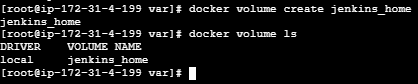 [root@ip-172-31-4-199 var]# docker volume create jenkins_home
jenkins_home
[root@ip-172-31-4-199 var]# docker volume ls
DRIVER    VOLUME NAME
local     jenkins_home
[root@ip-172-31-4-199 var]#